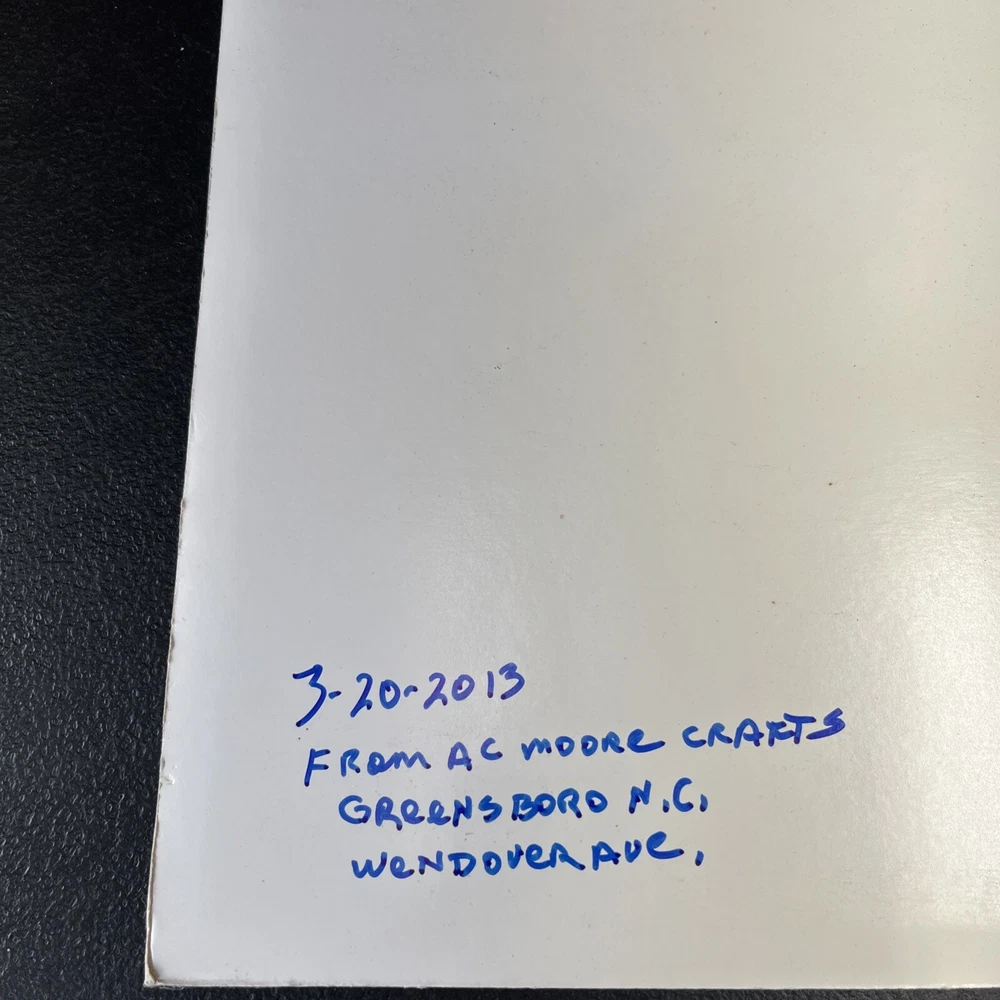 3-20-2013
FROM AC MOORE CRAFTS
GREENSBORO N.C.
WENDOVER AVE.